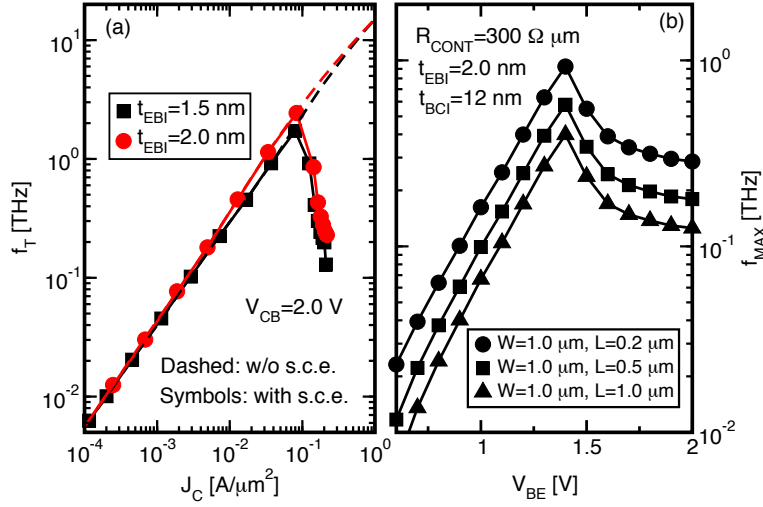 (a)
t_EBI=1.5 nm
t_EBI=2.0 nm
V_CB=2.0 V
Dashed: w/o s.c.e.
Symbols: with s.c.e.
10^1
10^0
10^-1
10^-2
f_T [THz]
10^-4 10^-3 10^-2 10^-1 10^0
J_C [A/μm^2]
(b)
R_CONT=300 Ω μm
t_EBI=2.0 nm
t_BCI=12 nm
W=1.0 μm, L=0.2 μm
W=1.0 μm, L=0.5 μm
W=1.0 μm, L=1.0 μm
10^0
10^-1
10^-2
f_MAX [THz]
1 1.5 2
V_BE [V]